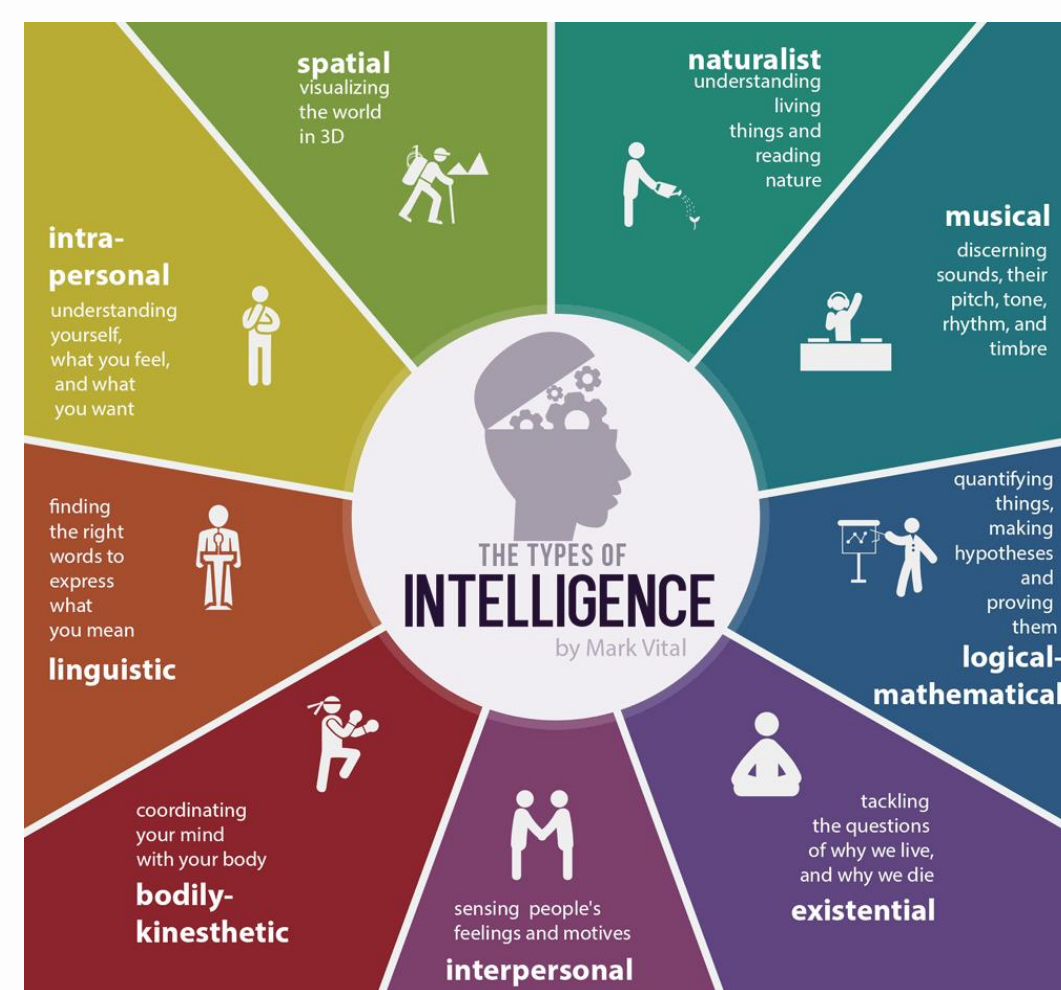 spatial
visualizing
the world
in 3D
naturalist
understanding
living
things and
reading
nature
musical
discerning
sounds, their
pitch, tone,
rhythm, and
timbre
quantifying
things,
making
hypotheses
and
proving
them
logical-
mathematical
tackling
the questions
of why we live,
and why we die
existential
sensing people's
feelings and motives
interpersonal
coordinating
your mind
with your body
bodily-
kinesthetic
finding
the right
words to
express
what
you mean
linguistic
intra-
personal
understanding
yourself,
what you feel,
and what
you want
THE TYPES OF
INTELLIGENCE
by Mark Vital